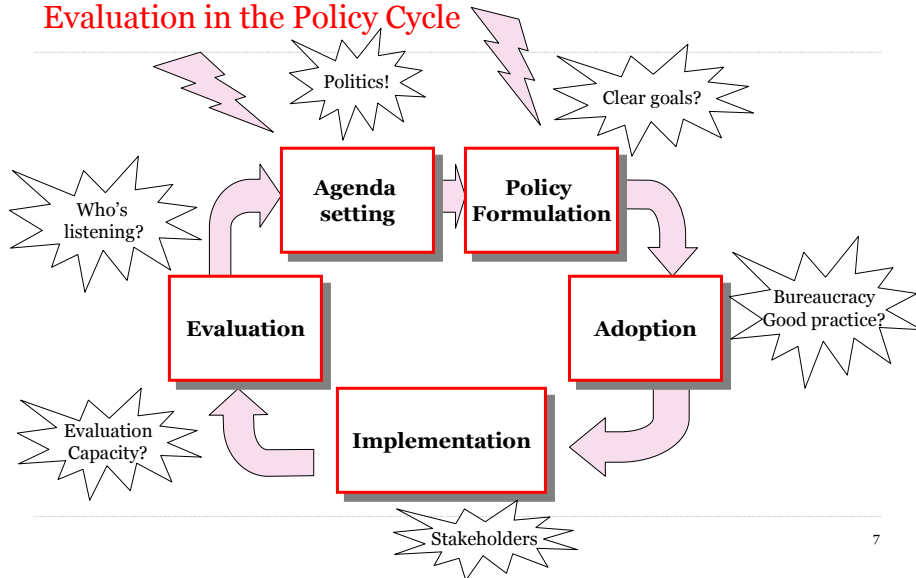 Evaluation in the Policy Cycle
Politics!
Clear goals?
Agenda
setting
Policy
Formulation
Who's
listening?
Evaluation
Adoption
Bureaucracy
Good practice?
Implementation
Evaluation
Capacity?
Stakeholders
7